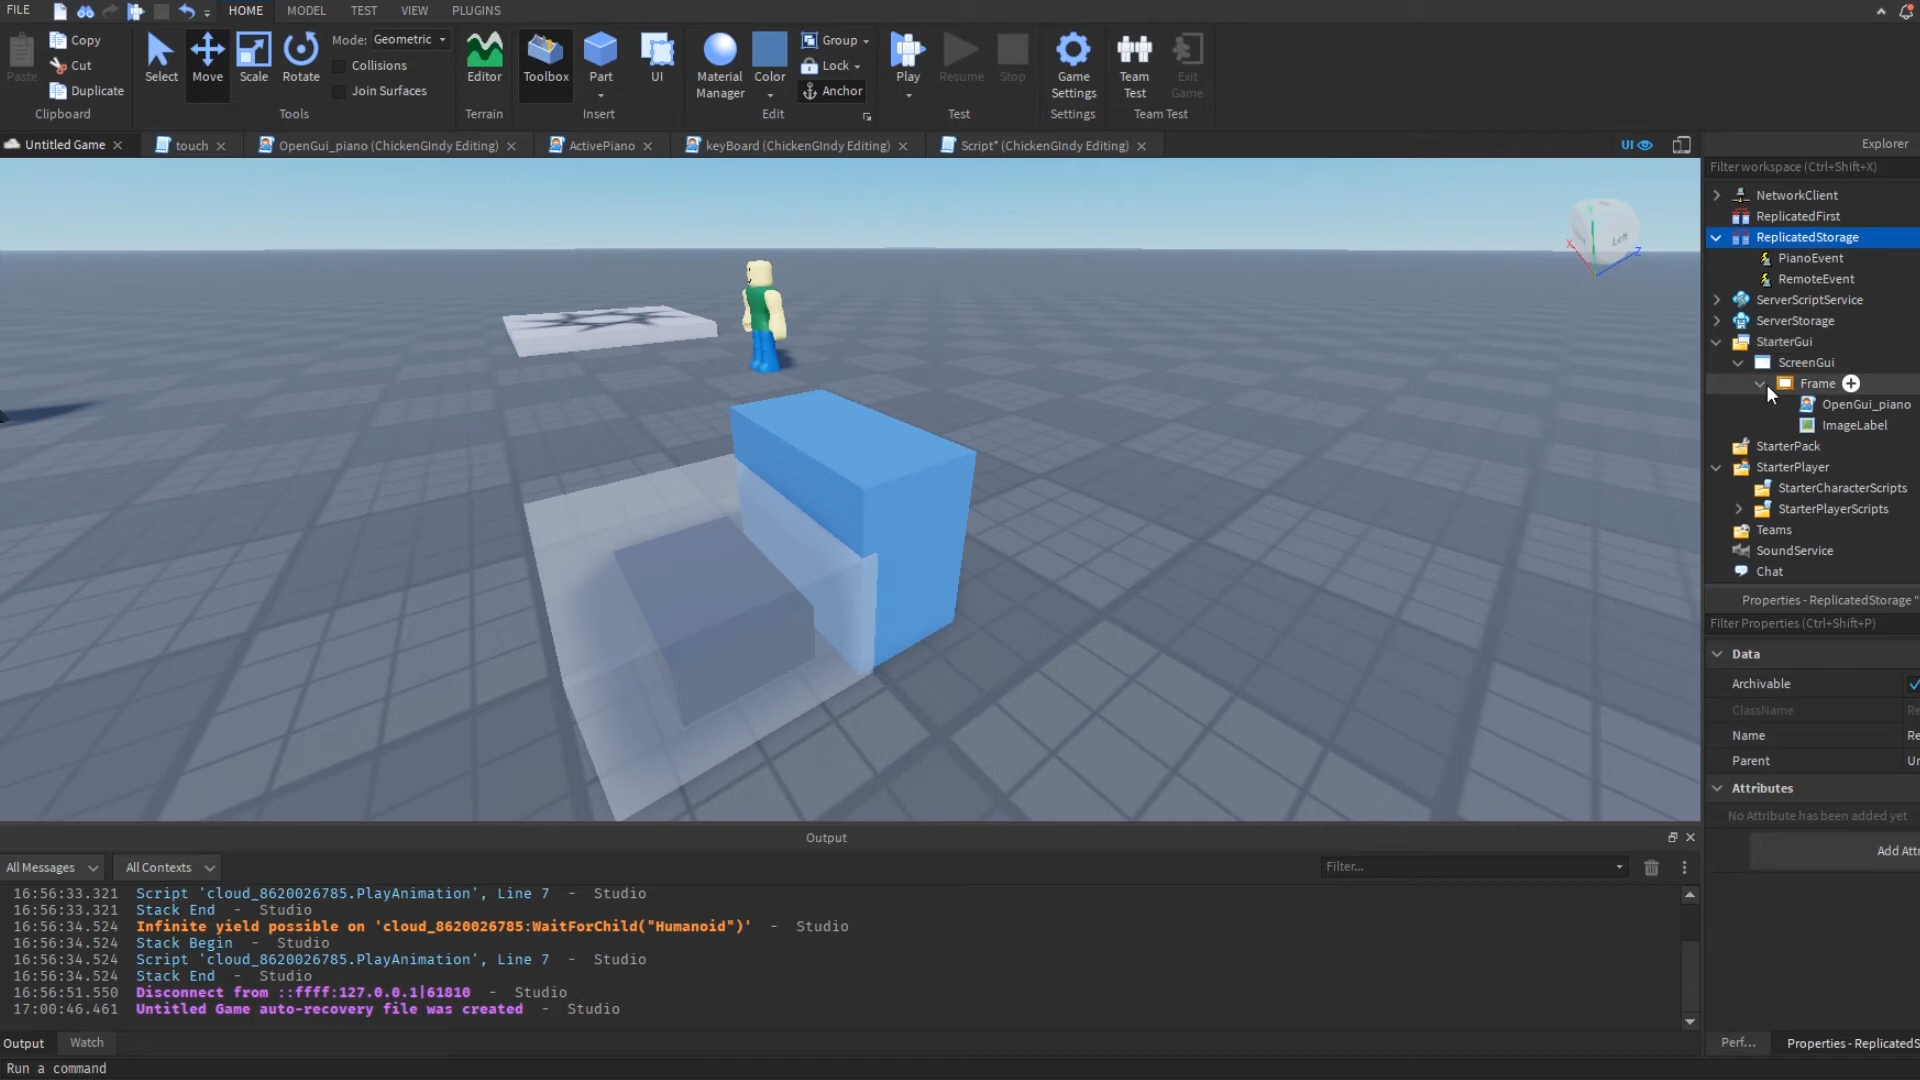 FILE
HOME
MODEL
TEST
VIEW
PLUGINS
Paste
Copy
Cut
Duplicate
Clipboard
Select
Move
Scale
Rotate
Mode: Geometric
Collisions
Join Surfaces
Tools
Editor
Terrain
Toolbox
Part
UI
Insert
Material
Manager
Color
Group
Lock
Anchor
Edit
Play
Resume
Stop
Test
Game
Settings
Settings
Team
Test
Exit
Game
Team Test
Untitled Game
touch
OpenGui_piano (ChickenGIndy Editing)
ActivePiano
keyBoard (ChickenGIndy Editing)
Script* (ChickenGIndy Editing)
UI
Left
Y
X
Z
Explorer
Filter workspace (Ctrl+Shift+X)
NetworkClient
ReplicatedFirst
ReplicatedStorage
PianoEvent
RemoteEvent
ServerScriptService
ServerStorage
StarterGui
ScreenGui
Frame
OpenGui_piano
ImageLabel
StarterPack
StarterPlayer
StarterCharacterScripts
StarterPlayerScripts
Teams
SoundService
Chat
Properties - ReplicatedStorage "
Filter Properties (Ctrl+Shift+P)
Data
Archivable
ClassName Re
Name Re
Parent Un
Attributes
No Attribute has been added yet
Add Attr
Perf...
Properties - ReplicatedS
Output
All Messages
All Contexts
Filter...
16:56:33.321 Script 'cloud_8620026785.PlayAnimation', Line 7 - Studio
16:56:33.321 Stack End - Studio
16:56:34.524 Infinite yield possible on 'cloud_8620026785:WaitForChild("Humanoid")' - Studio
16:56:34.524 Stack Begin - Studio
16:56:34.524 Script 'cloud_8620026785.PlayAnimation', Line 7 - Studio
16:56:34.524 Stack End - Studio
16:56:51.550 Disconnect from ::ffff:127.0.0.1|61810 - Studio
17:00:46.461 Untitled Game auto-recovery file was created - Studio
Output
Watch
Run a command